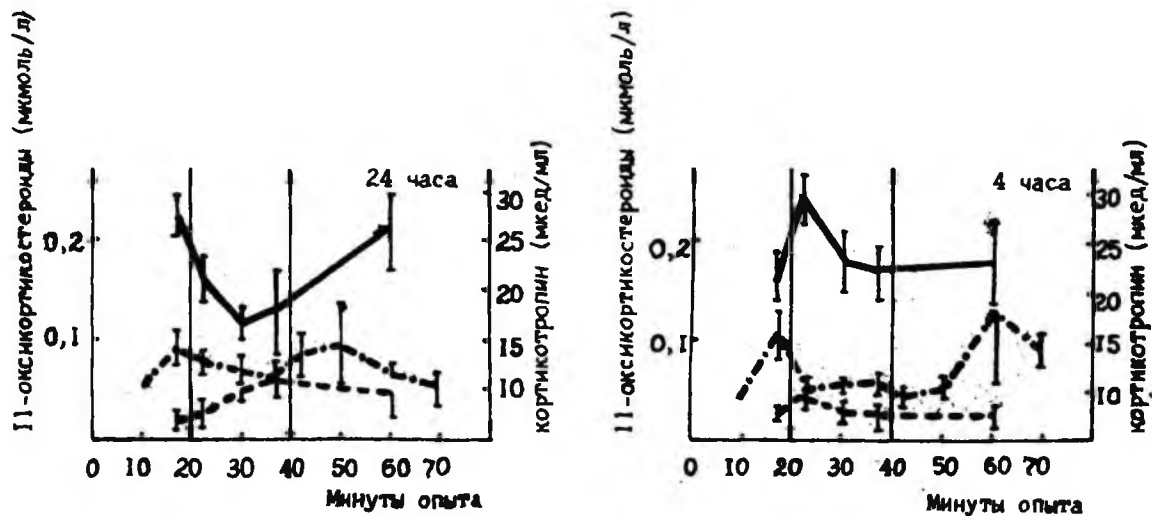 11-оксикортикостероиды (мкмоль/л)
0,2
0,1
24 часа
30
25
20
15
10
кортикотропин (мкед/мл)
0 10 20 30 40 50 60 70
Минуты опыта
11-оксикортикостероиды (мкмоль/л)
0,2
0,1
4 часа
30
25
20
15
10
кортикотропин (мкед/мл)
0 10 20 30 40 50 60 70
Минуты опыта